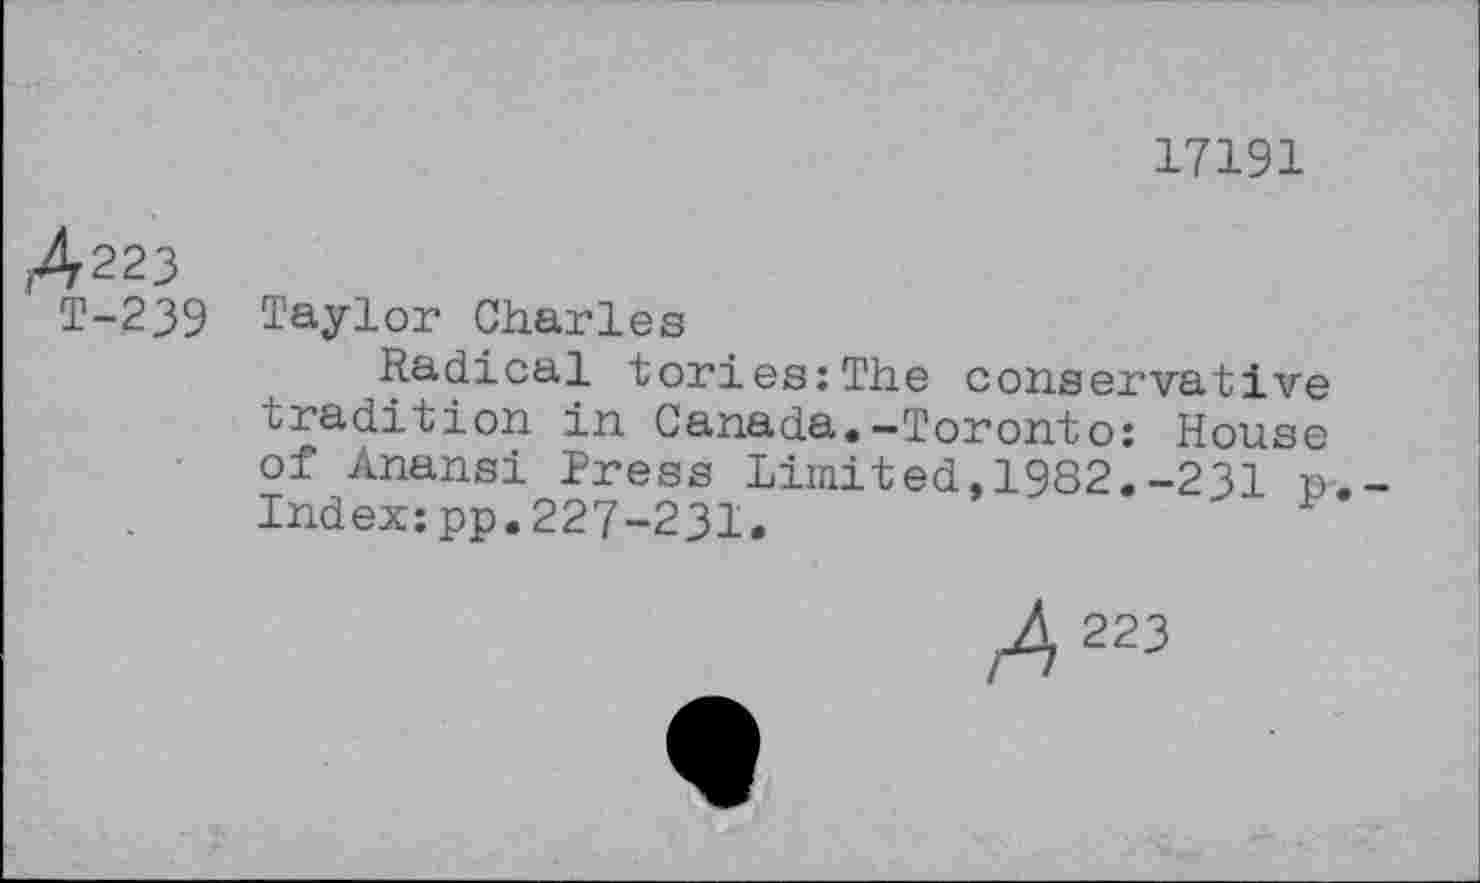 17191
Д223
T-239 Taylor Charles
Radical tories:The conservative
tradition in Canada.-Toronto: House
of Anansi Press Limited,1982.-231 p.-
Index:pp.227-231.
Д 223